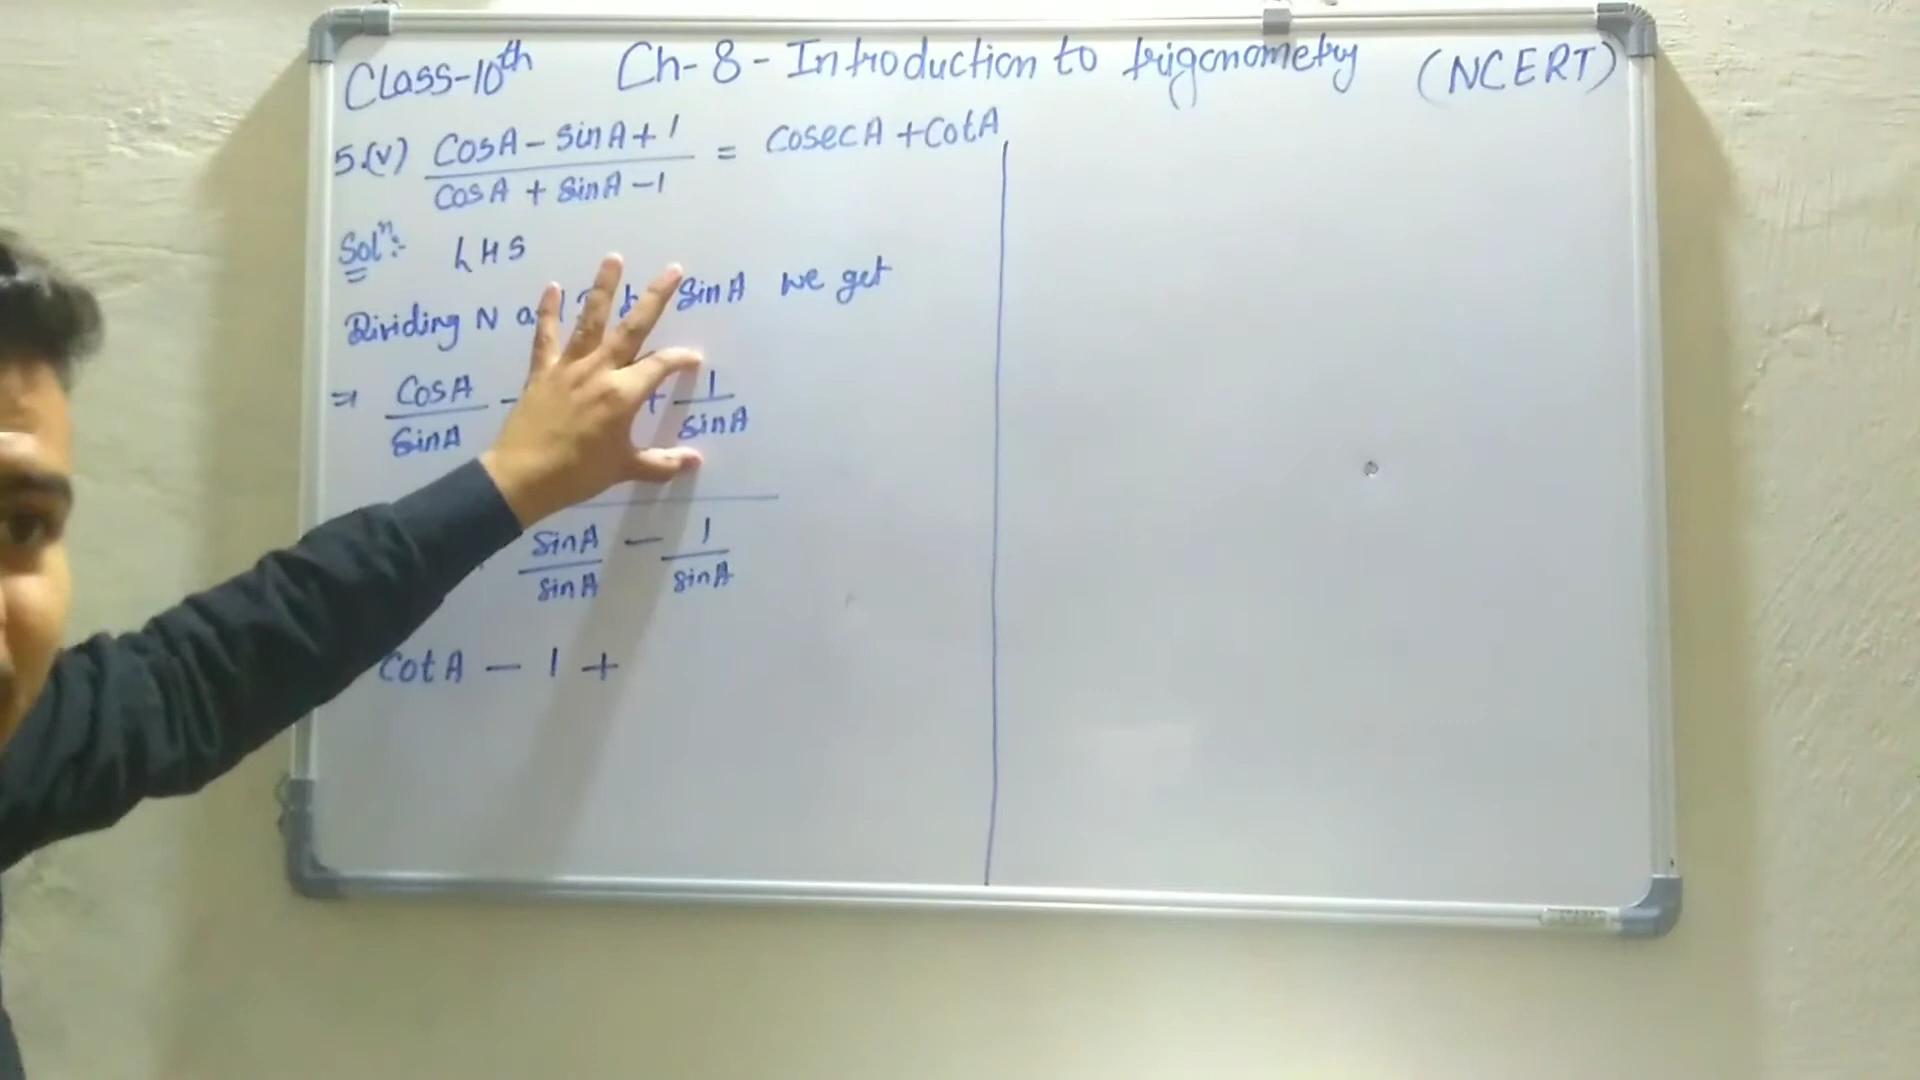 Class-10th Ch-8-Introduction to trigonometry (NCERT)
5.(v) CosA - sinA + 1 = cosecA + CotA
CosA + sinA - 1
Solⁿ:- LHS
Dividing N sinA we get
⇒ CosA - + 1
SinA sinA
sinA - 1
sinA sinA
CotA - 1 +